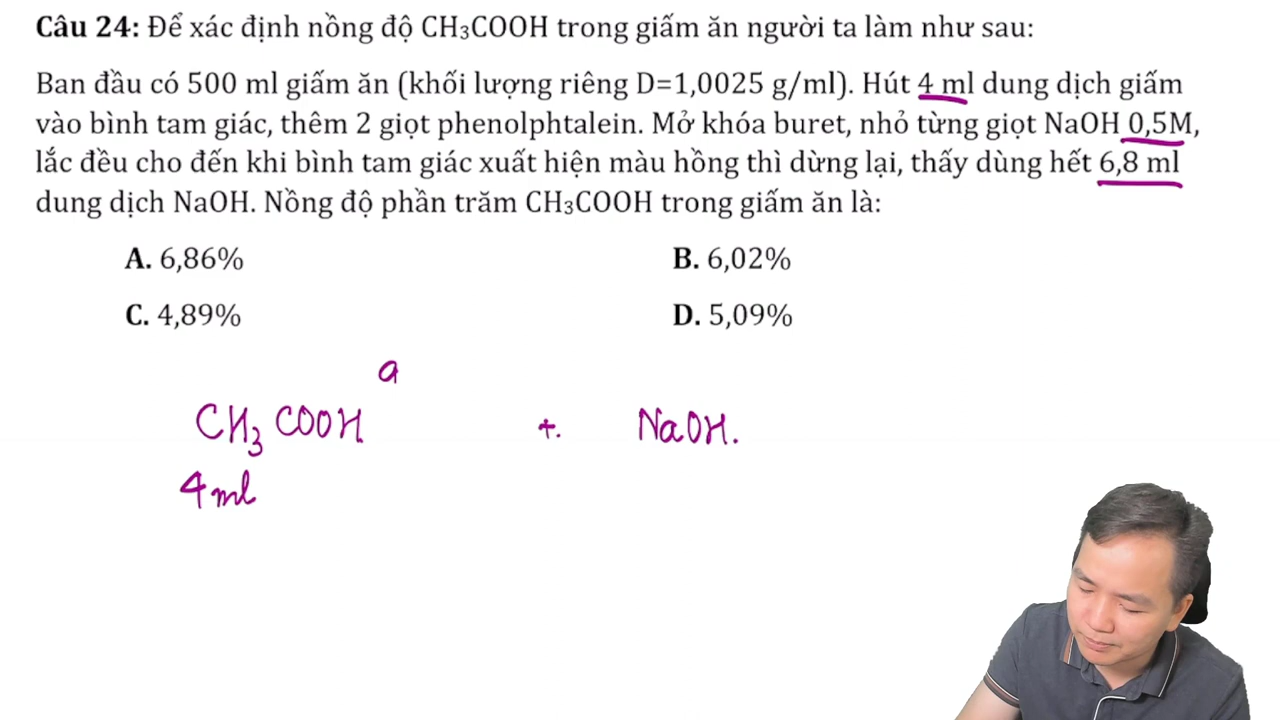 Câu 24: Để xác định nồng độ CH₃COOH trong giấm ăn người ta làm như sau:
Ban đầu có 500 ml giấm ăn (khối lượng riêng D=1,0025 g/ml). Hút 4 ml dung dịch giấm
vào bình tam giác, thêm 2 giọt phenolphtalein. Mở khóa buret, nhỏ từng giọt NaOH 0,5M,
lắc đều cho đến khi bình tam giác xuất hiện màu hồng thì dừng lại, thấy dùng hết 6,8 ml
dung dịch NaOH. Nồng độ phần trăm CH₃COOH trong giấm ăn là:
A. 6,86% B. 6,02%
C. 4,89% D. 5,09%
a
CH₃COOH +. NaOH.
4ml